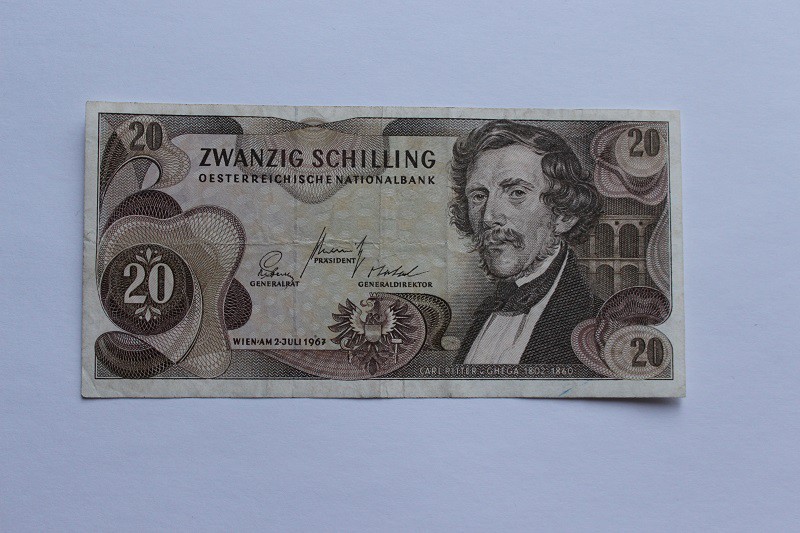 20
20
ZWANZIG SCHILLING
OESTERREICHISCHE NATIONALBANK
PRÄSIDENT
GENERALRAT
GENERALDIREKTOR
20
WIEN·AM 2·JULI 1967
20
CARL RITTER v GHEGA 1802-1860